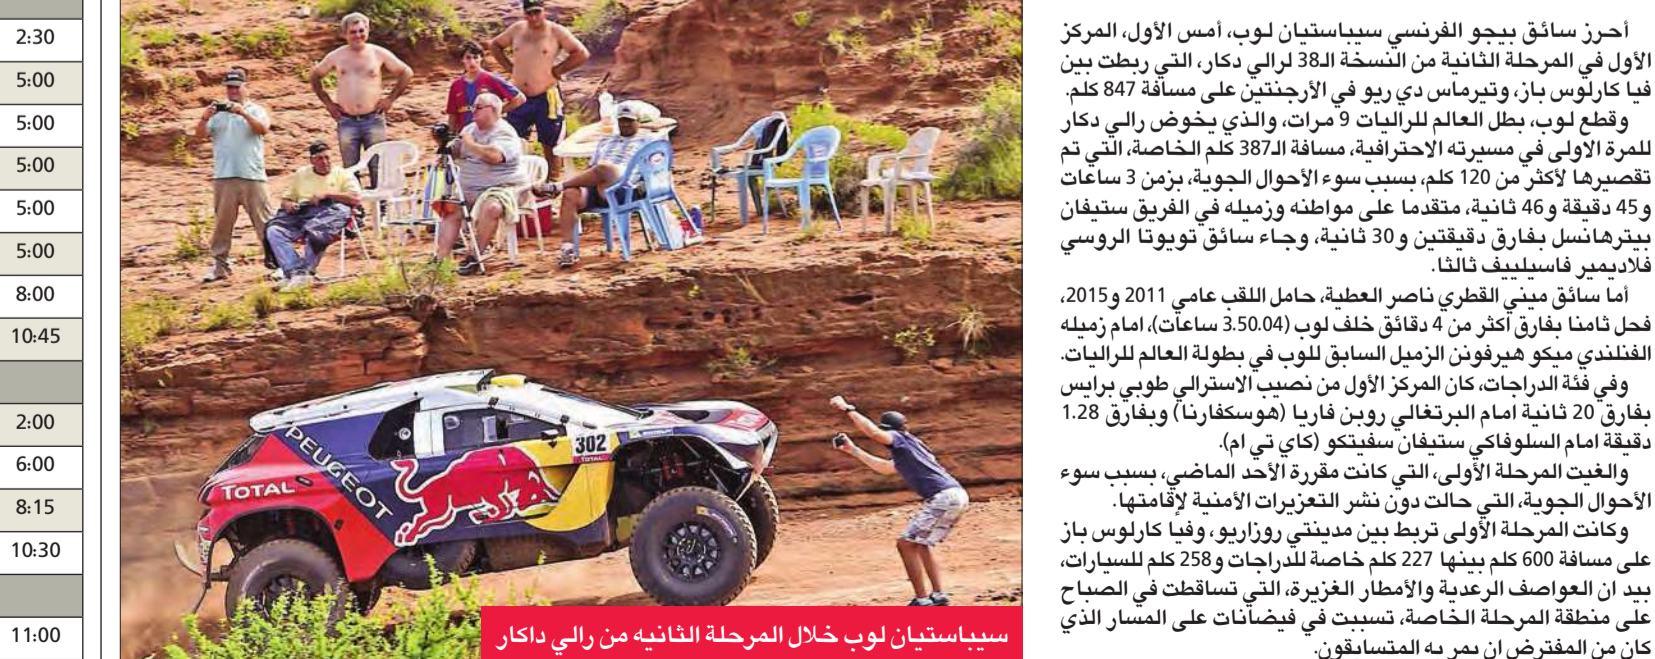 أحـرز سـائـق بيجو الفرنسي سيباستيان لـوب، أمس الأول، المركز
الأول في المرحلة الثانية من النسخة الـ38 لرالي دكار، التي ربطت بين
فيا كارلوس باز، وتيرماس دي ريو في الأرجنتين على مسافة 847 كلم.
وقطع لـوب، بطل العالم للراليات 9 مـرات، والـذي يخوض رالـي دكار
للمرة الاولى في مسيرته الاحترافية، مسافة الـ387 كلم الخاصة، التي تم
تقصيرها لأكثر من 120 كلم، بسبب سوء الأحوال الجوية، بزمن 3 ساعات
و45 دقيقة و46 ثانية، متقدما على مواطنه وزميله في الفريق ستيفان
بيترهانسل بفارق دقيقتين و30 ثانية، وجـاء سائق تويوتا الروسي
فلاديمير فاسيلييف ثالثا.
أما سائق ميني القطري ناصر العطية، حامل اللقب عامي 2011 و2015،
فحل ثامنا بفارق اكثر من 4 دقائق خلف لوب (3.50.04 ساعات)، امام زميله
الفنلندي ميكو هيرفونن الزميل السابق للوب في بطولة العالم للراليات.
وفي فئة الدراجات، كان المركز الأول من نصيب الاسترالي طوبي برايس
بفارق 20 ثانية امام البرتغالي روبن فاريا (هوسكفارنا) وبفارق 1.28
دقيقة امام السلوفاكي ستيفان سفيتكو (كاي تي ام).
والغيت المرحلة الأولى، التي كانت مقررة الأحد الماضي، بسبب سوء
الأحوال الجوية، التي حالت دون نشر التعزيزات الأمنية لإقامتها.
وكانت المرحلة الأولى تربط بين مدينتي روزاريو، وفيا كارلوس باز
على مسافة 600 كلم بينها 227 كلم خاصة للدراجات و258 كلم للسيارات،
بيد ان العواصف الرعدية والأمطار الغزيرة، التي تساقطت في الصباح
على منطقة المرحلة الخاصة، تسببت في فيضانات على المسار الذي
كان من المفترض ان يمر به المتسابقون.
302
TOTAL
PEUGEOT
TOTAL
Red Bull
سيباستيان لوب خلال المرحلة الثانيه من رالي داكار
2:30
5:00
5:00
5:00
5:00
5:00
8:00
10:45
2:00
6:00
8:15
10:30
11:00